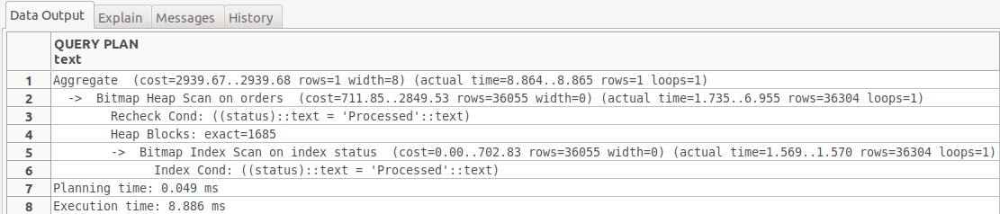 Data Output Explain Messages History
QUERY PLAN
text
1 Aggregate (cost=2939.67..2939.68 rows=1 width=8) (actual time=8.864..8.865 rows=1 loops=1)
2 -> Bitmap Heap Scan on orders (cost=711.85..2849.53 rows=36055 width=0) (actual time=1.735..6.955 rows=36304 loops=1)
3 Recheck Cond: ((status)::text = 'Processed'::text)
4 Heap Blocks: exact=1685
5 -> Bitmap Index Scan on index status (cost=0.00..702.83 rows=36055 width=0) (actual time=1.569..1.570 rows=36304 loops=1)
6 Index Cond: ((status)::text = 'Processed'::text)
7 Planning time: 0.049 ms
8 Execution time: 8.886 ms